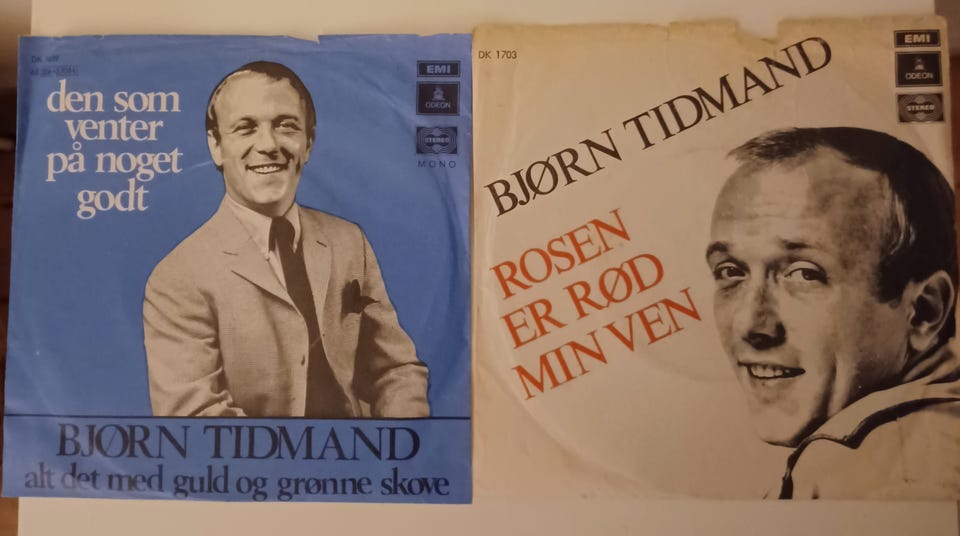 den som
venter
på noget
godt
EMI
ODEON
STEREO
MONO
BJØRN TIDMAND
alt det med guld og grønne skove
DK 1703
BJØRN TIDMAND
ROSEN
ER RØD
MIN VEN
EMI
ODEON
STEREO